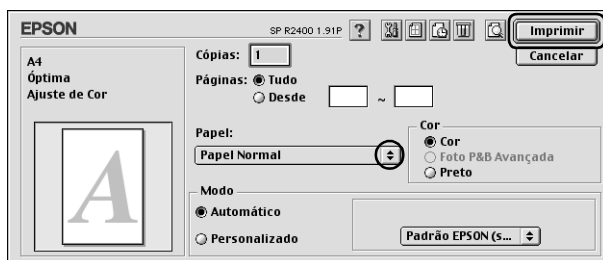 EPSON
SP R2400 1.91P
?
Imprimir
Cancelar
A4
Óptima
Ajuste de Cor
A
Cópias: 1
Páginas: Tudo
Desde ~
Papel:
Papel Normal
Cor
Cor
Foto P&B Avançada
Preto
Modo
Automático
Personalizado
Padrão EPSON (s...